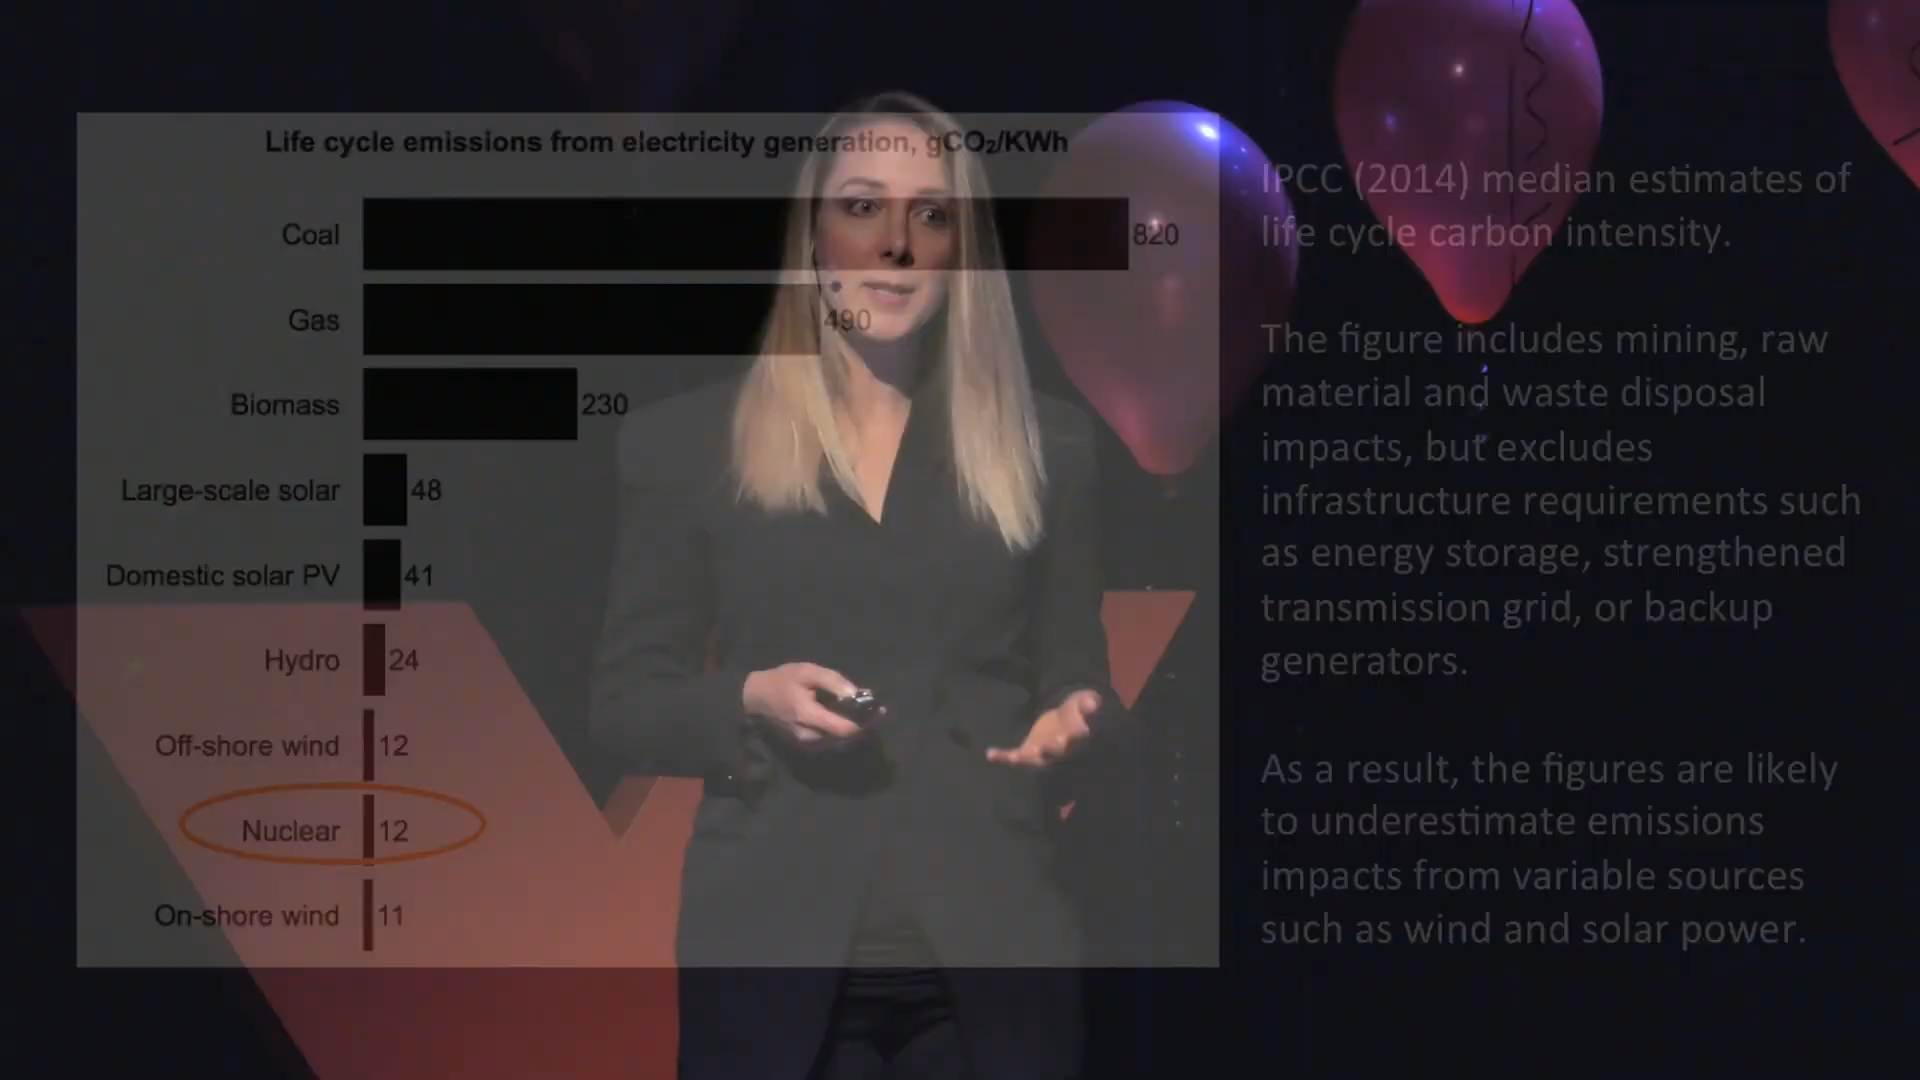 Life cycle emissions from electricity generation, gCO₂/KWh
Coal 820
Gas 490
Biomass 230
Large-scale solar 48
Domestic solar PV 41
Hydro 24
Off-shore wind 12
Nuclear 12
On-shore wind 11
IPCC (2014) median estimates of
life cycle carbon intensity.
The figure includes mining, raw
material and waste disposal
impacts, but excludes
infrastructure requirements such
as energy storage, strengthened
transmission grid, or backup
generators.
As a result, the figures are likely
to underestimate emissions
impacts from variable sources
such as wind and solar power.